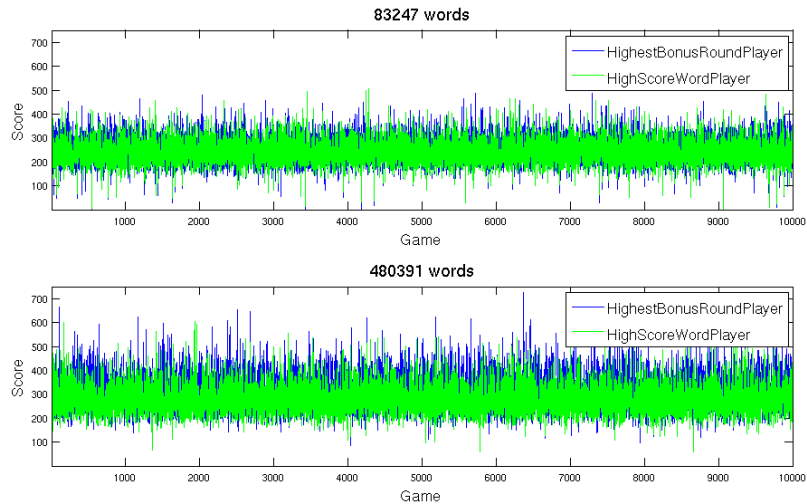 83247 words
HighestBonusRoundPlayer
HighScoreWordPlayer
Score
700
600
500
400
300
200
100
1000 2000 3000 4000 5000 6000 7000 8000 9000 10000
Game
480391 words
HighestBonusRoundPlayer
HighScoreWordPlayer
Score
700
600
500
400
300
200
100
1000 2000 3000 4000 5000 6000 7000 8000 9000 10000
Game